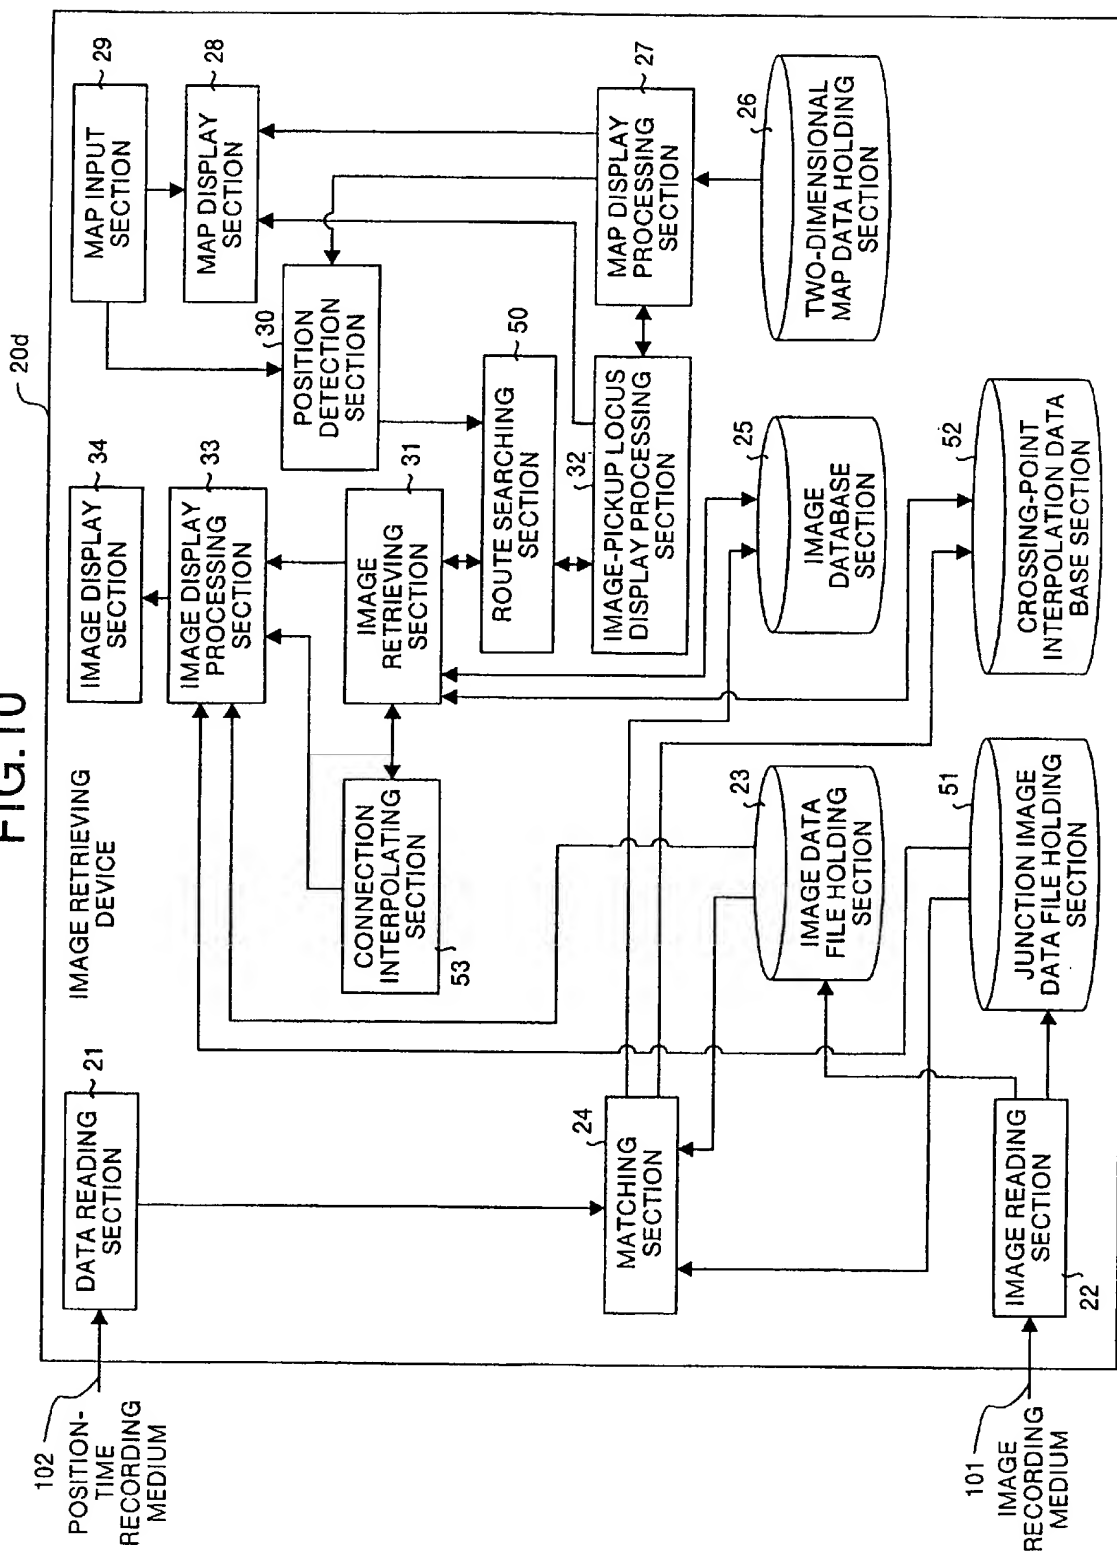 FIG.10
20d
IMAGE RETRIEVING
DEVICE
102
POSITION-
TIME
RECORDING
MEDIUM
101
IMAGE
RECORDING
MEDIUM
21
DATA READING
SECTION
24
MATCHING
SECTION
IMAGE READING
SECTION
22
34
IMAGE DISPLAY
SECTION
33
IMAGE DISPLAY
PROCESSING
SECTION
31
IMAGE
RETRIEVING
SECTION
CONNECTION
INTERPOLATING
SECTION
53
23
IMAGE DATA
FILE HOLDING
SECTION
51
JUNCTION IMAGE
DATA FILE HOLDING
SECTION
29
MAP INPUT
SECTION
28
MAP DISPLAY
SECTION
30
POSITION
DETECTION
SECTION
50
ROUTE SEARCHING
SECTION
32
IMAGE-PICKUP LOCUS
DISPLAY PROCESSING
SECTION
27
MAP DISPLAY
PROCESSING
SECTION
26
TWO-DIMENSIONAL
MAP DATA HOLDING
SECTION
25
IMAGE
DATABASE
SECTION
52
CROSSING-POINT
INTERPOLATION DATA
BASE SECTION